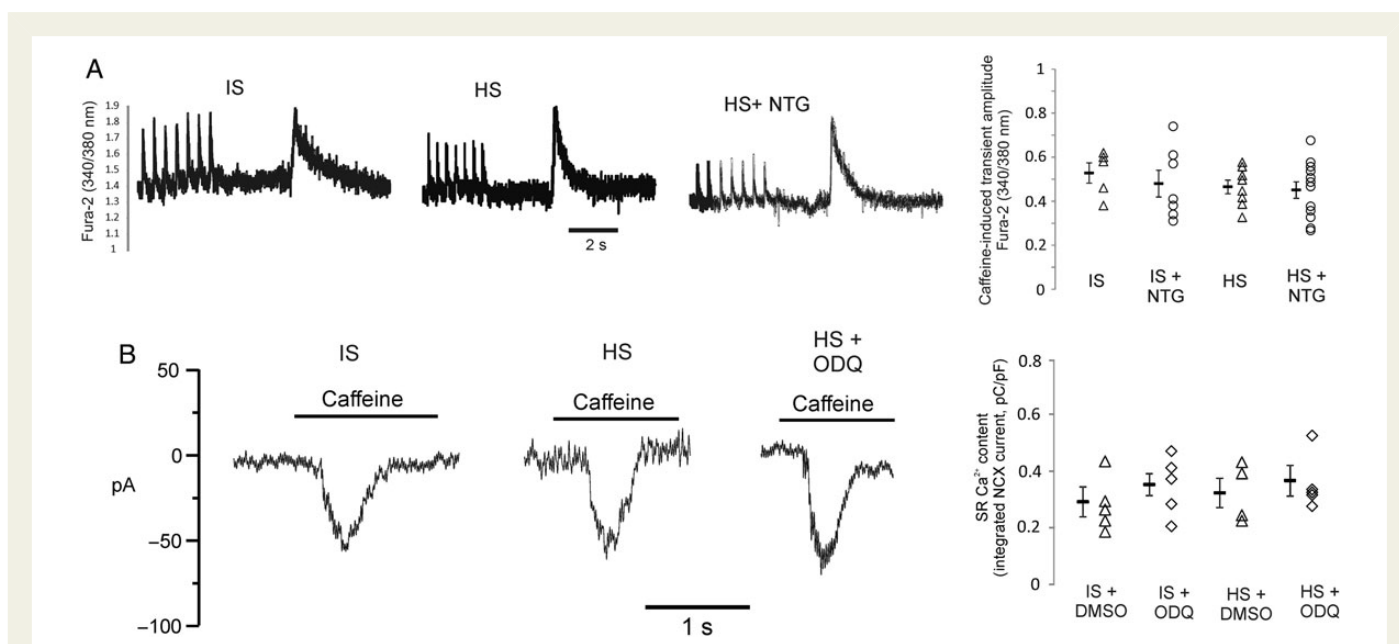 A
IS
HS
HS+ NTG
Fura-2 (340/380 nm)
1.9
1.8
1.7
1.6
1.5
1.4
1.3
1.2
1.1
1
2 s
Caffeine-induced transient amplitude
Fura-2 (340/380 nm)
1
0.8
0.6
0.4
0.2
0
IS
IS +
NTG
HS
HS +
NTG
B
IS
HS
HS +
ODQ
Caffeine
Caffeine
Caffeine
50
25
0
pA
−50
−75
−100
1 s
SR Ca²⁺ content
(integrated NCX current, pC/pF)
0.8
0.6
0.4
0.2
0
IS +
DMSO
IS +
ODQ
HS +
DMSO
HS +
ODQ